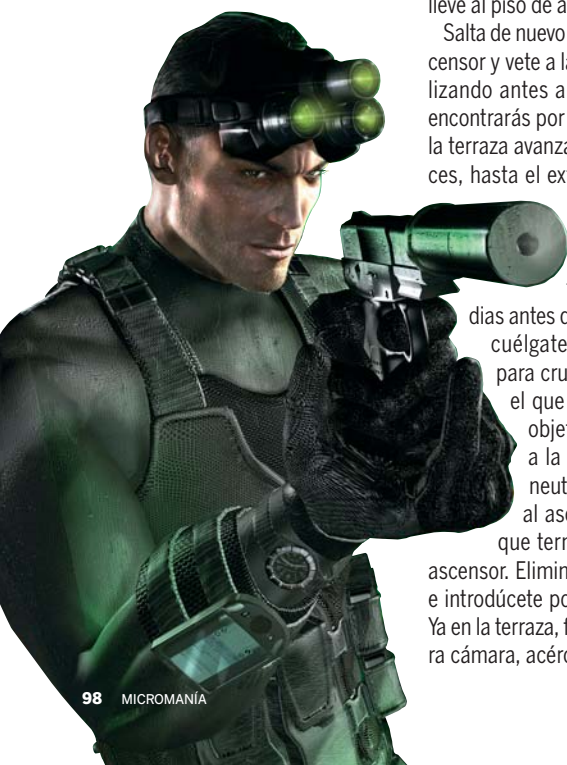 lleve al piso de a
Salta de nuevo
censor y vete a la
lizando antes a
encontrarás por
la terraza avanza
ces, hasta el ex
dias antes d
cuélgate
para cru
el que
obje
a la
neut
al asc
que tern
ascensor. Elimin
e introdúcete po
Ya en la terraza, f
ra cámara, acérc
98 MICROMANÍA